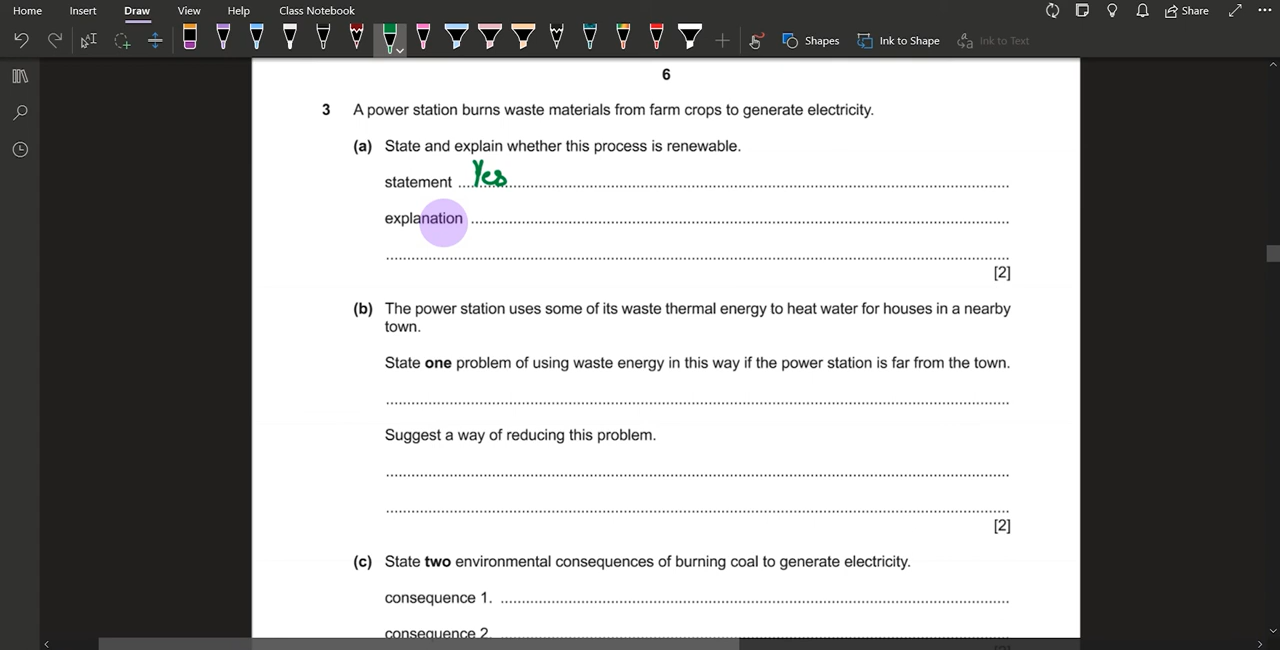 Home Insert Draw View Help Class Notebook Share
Shapes Ink to Shape Ink to Text
6
3 A power station burns waste materials from farm crops to generate electricity.
(a) State and explain whether this process is renewable.
statement Yes
explanation
[2]
(b) The power station uses some of its waste thermal energy to heat water for houses in a nearby
town.
State one problem of using waste energy in this way if the power station is far from the town.
Suggest a way of reducing this problem.
[2]
(c) State two environmental consequences of burning coal to generate electricity.
consequence 1.
consequence 2.